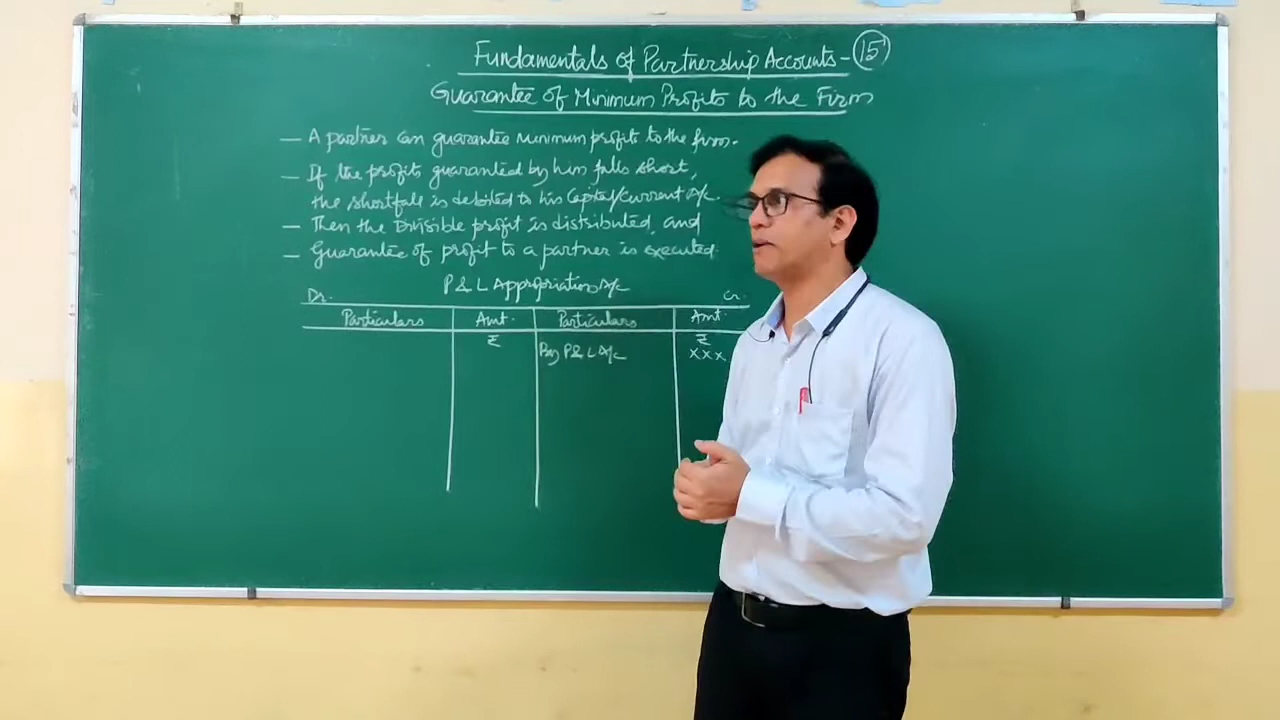 Fundamentals of Partnership Accounts - 15
Guarantee of Minimum Profits to the Firm
— A partner can guarantee minimum profits to the firm.
— If the profits guaranteed by him falls short,
the shortfall is debited to his Capital/Current A/c.
— Then the Divisible profit is distributed, and
— Guarantee of profit to a partner is executed.
P & L Appropriation A/c
Dr. Cr.
Particulars Amt. Particulars Amt.
₹ ₹
By P & L A/c XXX